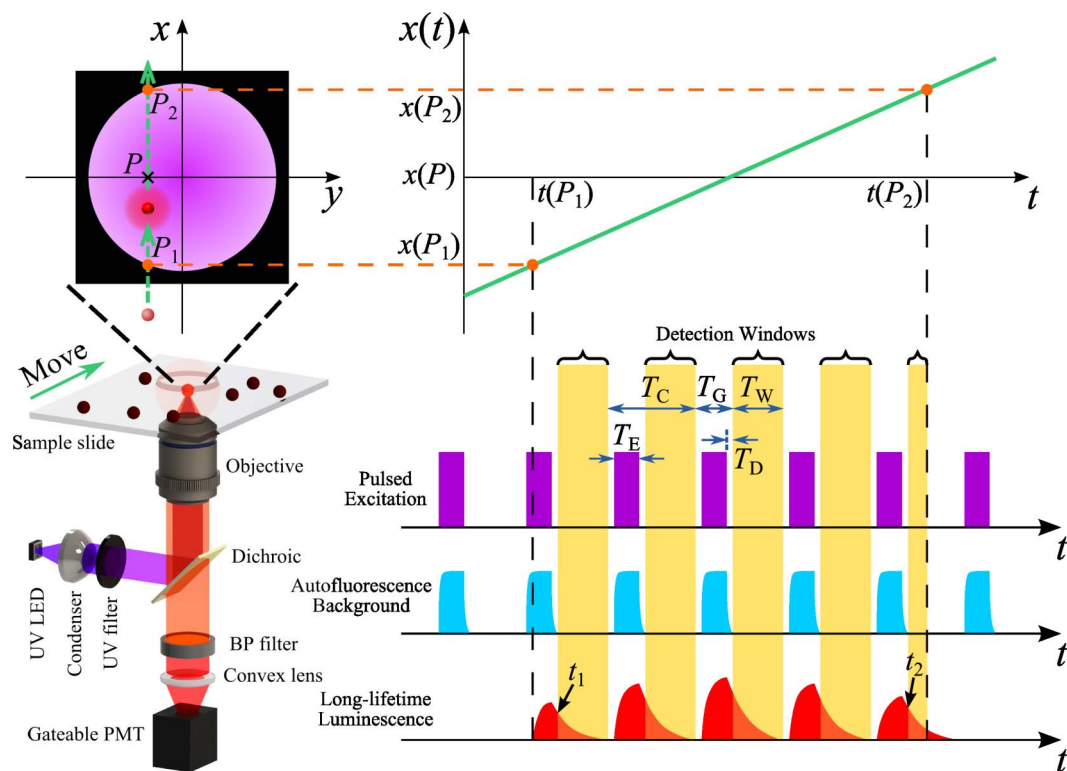 x
x(t)
P₂
x(P₂)
P
x(P)
t(P₁)
t(P₂)
y
t
P₁
x(P₁)
Detection Windows
Move
T_C
T_G
T_W
Sample slide
T_E
T_D
Objective
Pulsed
Excitation
t
Dichroic
Autofluorescence
Background
UV LED
Condenser
UV filter
t
BP filter
Convex lens
t₁
t₂
Long-lifetime
Luminescence
Gateable PMT
t